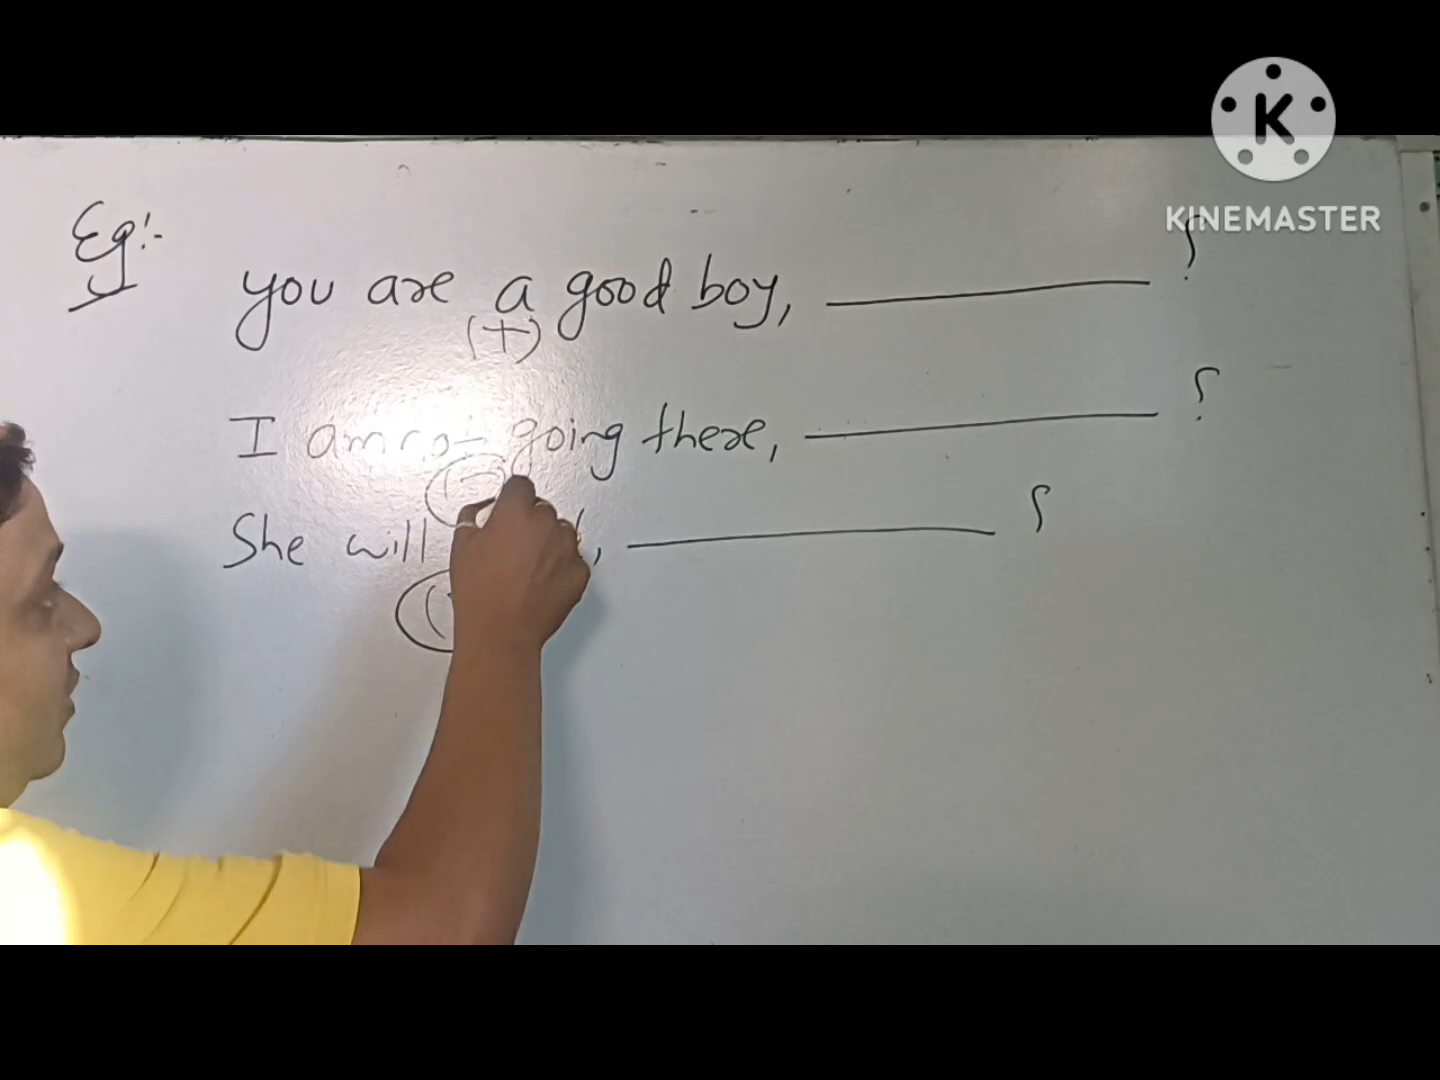 KINEMASTER
Eg:-
you are a good boy, ________ ?
(+)
I am not going there, ________ ?
(-)
She will , ________ ?